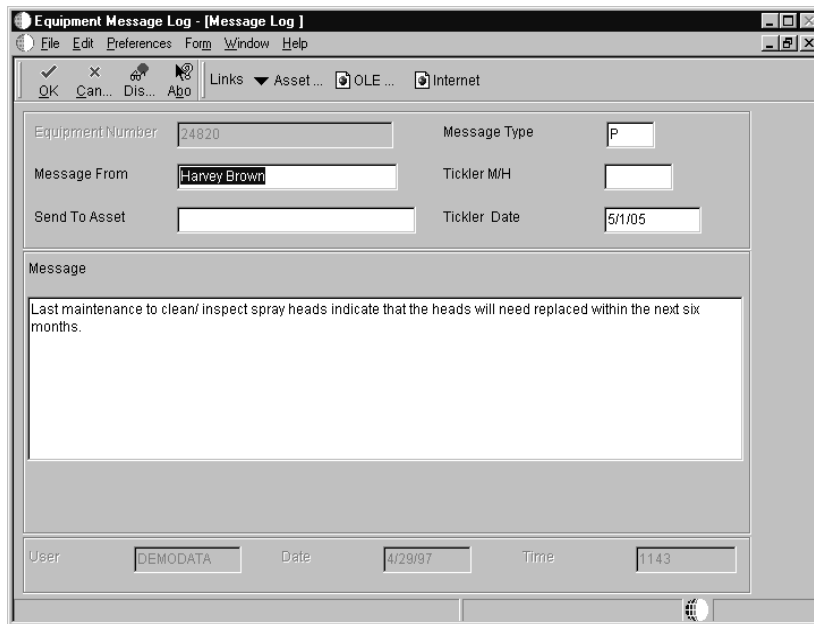 Equipment Message Log - [Message Log ]
File Edit Preferences Form Window Help
OK Can... Dis... Abo Links Asset ... OLE ... Internet
Equipment Number 24820 Message Type P
Message From Harvey Brown Tickler M/H
Send To Asset Tickler Date 5/1/05
Message
Last maintenance to clean/ inspect spray heads indicate that the heads will need replaced within the next six
months.
User DEMODATA Date 4/29/97 Time 1143